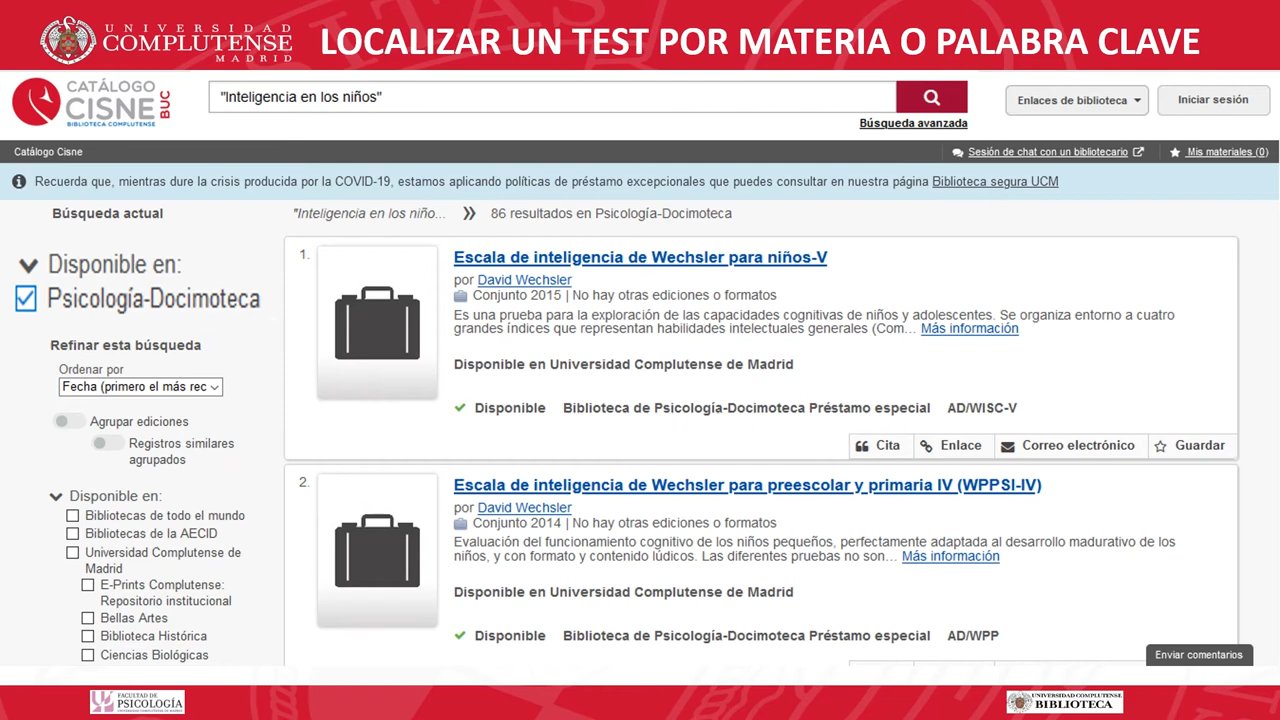 UNIVERSIDAD
COMPLUTENSE
MADRID
LOCALIZAR UN TEST POR MATERIA O PALABRA CLAVE
CATÁLOGO
CISNE
BUC
BIBLIOTECA COMPLUTENSE
"Inteligencia en los niños"
Búsqueda avanzada
Enlaces de biblioteca
Iniciar sesión
Catálogo Cisne
Sesión de chat con un bibliotecario
Mis materiales (0)
Recuerda que, mientras dure la crisis producida por la COVID-19, estamos aplicando políticas de préstamo excepcionales que puedes consultar en nuestra página Biblioteca segura UCM
Búsqueda actual
"Inteligencia en los niño... 86 resultados en Psicología-Docimoteca
Disponible en:
Psicología-Docimoteca
Refinar esta búsqueda
Ordenar por
Fecha (primero el más rec
Agrupar ediciones
Registros similares
agrupados
Disponible en:
Bibliotecas de todo el mundo
Bibliotecas de la AECID
Universidad Complutense de
Madrid
E-Prints Complutense:
Repositorio institucional
Bellas Artes
Biblioteca Histórica
Ciencias Biológicas
1.
Escala de inteligencia de Wechsler para niños-V
por David Wechsler
Conjunto 2015 | No hay otras ediciones o formatos
Es una prueba para la exploración de las capacidades cognitivas de niños y adolescentes. Se organiza entorno a cuatro
grandes índices que representan habilidades intelectuales generales (Com... Más información
Disponible en Universidad Complutense de Madrid
Disponible Biblioteca de Psicología-Docimoteca Préstamo especial AD/WISC-V
Cita Enlace Correo electrónico Guardar
2.
Escala de inteligencia de Wechsler para preescolar y primaria IV (WPPSI-IV)
por David Wechsler
Conjunto 2014 | No hay otras ediciones o formatos
Evaluación del funcionamiento cognitivo de los niños pequeños, perfectamente adaptada al desarrollo madurativo de los
niños, y con formato y contenido lúdicos. Las diferentes pruebas no son... Más información
Disponible en Universidad Complutense de Madrid
Disponible Biblioteca de Psicología-Docimoteca Préstamo especial AD/WPP
Enviar comentarios
FACULTAD DE
PSICOLOGÍA
UNIVERSIDAD COMPLUTENSE DE MADRID
UNIVERSIDAD COMPLUTENSE
BIBLIOTECA